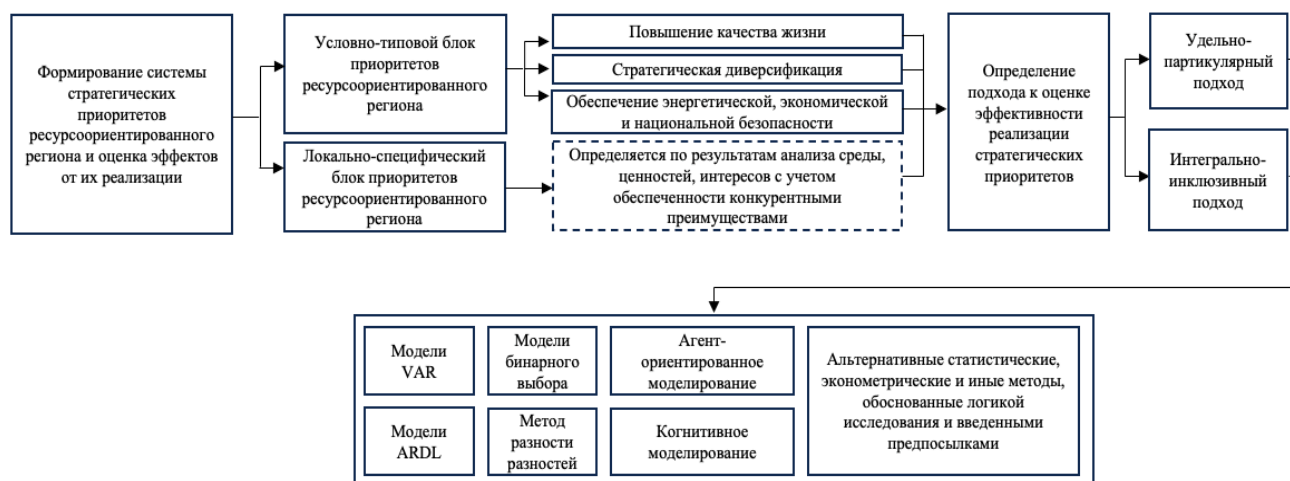 Формирование системы
стратегических
приоритетов
ресурсоориентированного
региона и оценка эффектов
от их реализации
Условно-типовой блок
приоритетов
ресурсоориентированного
региона
Локально-специфический
блок приоритетов
ресурсоориентированного
региона
Повышение качества жизни
Стратегическая диверсификация
Обеспечение энергетической, экономической
и национальной безопасности
Определяется по результатам анализа среды,
ценностей, интересов с учетом
обеспеченности конкурентными
преимуществами
Определение
подхода к оценке
эффективности
реализации
стратегических
приоритетов
Удельно-
партикулярный
подход
Интегрально-
инклюзивный
подход
Модели
VAR
Модели
бинарного
выбора
Агент-
ориентированное
моделирование
Модели
ARDL
Метод
разности
разностей
Когнитивное
моделирование
Альтернативные статистические,
эконометрические и иные методы,
обоснованные логикой
исследования и введенными
предпосылками